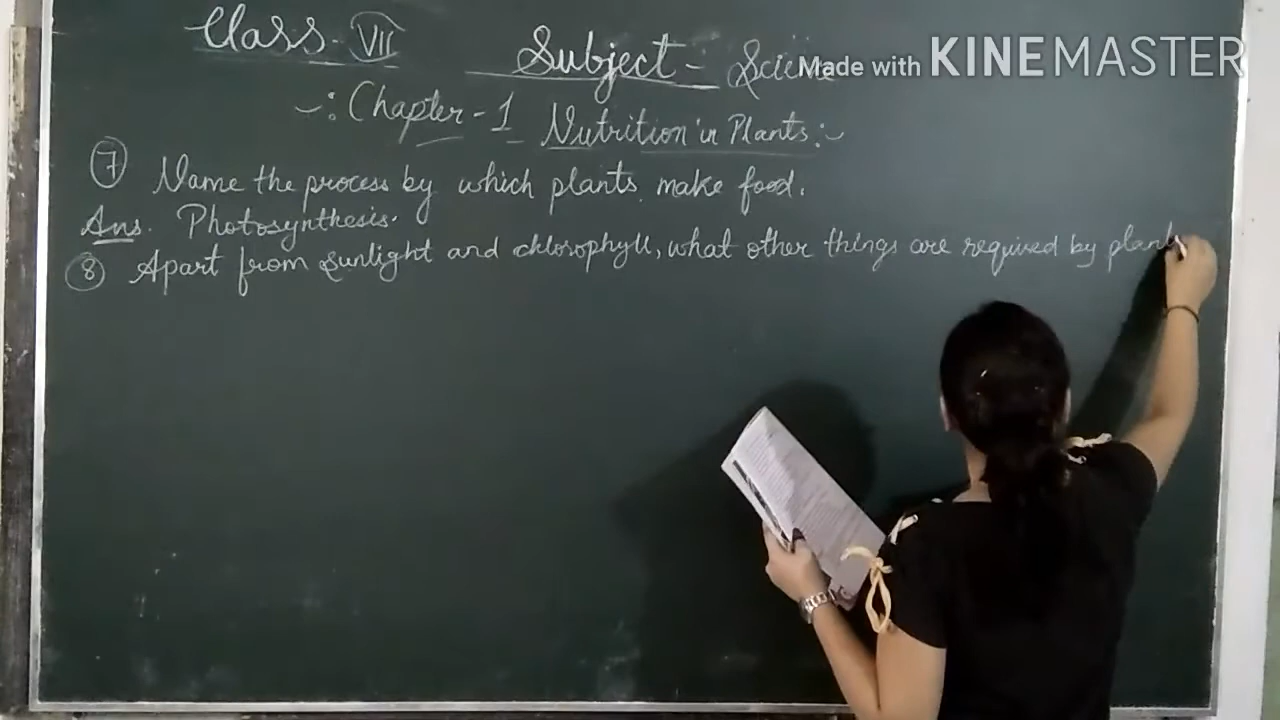 Class - VII
Subject - Science
Made with KINEMASTER
~: Chapter - 1 Nutrition in Plants :~
7 Name the process by which plants make food.
Ans. Photosynthesis.
8 Apart from sunlight and chlorophyll, what other things are required by plant